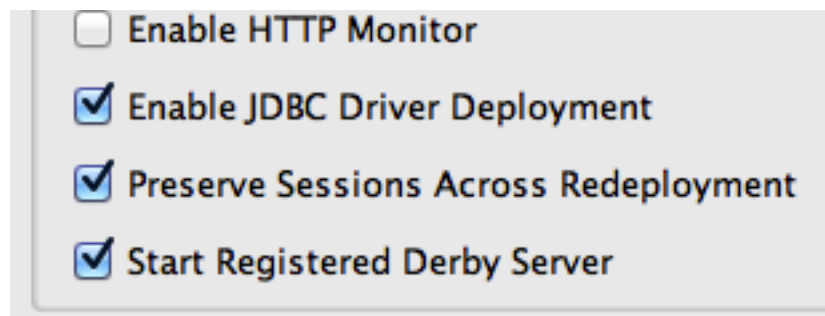 Enable HTTP Monitor
Enable JDBC Driver Deployment
Preserve Sessions Across Redeployment
Start Registered Derby Server